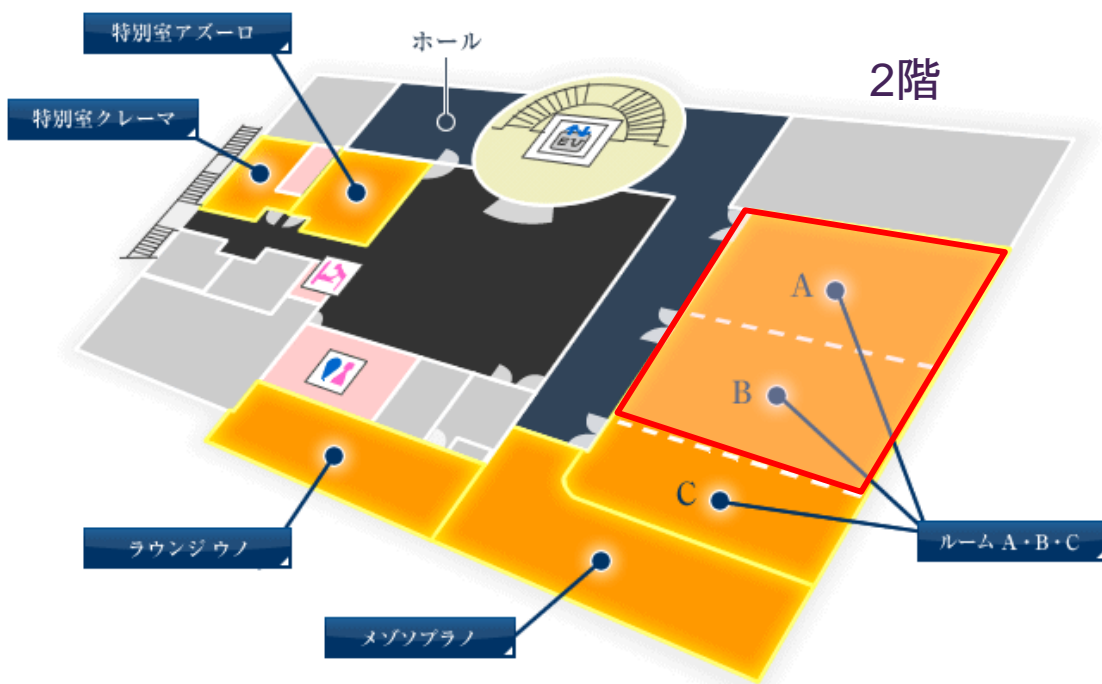 特別室アズーロ
ホール
2階
特別室クレーマ
EV
A
B
C
ラウンジ ウノ
ルーム A・B・C
メゾソプラノ